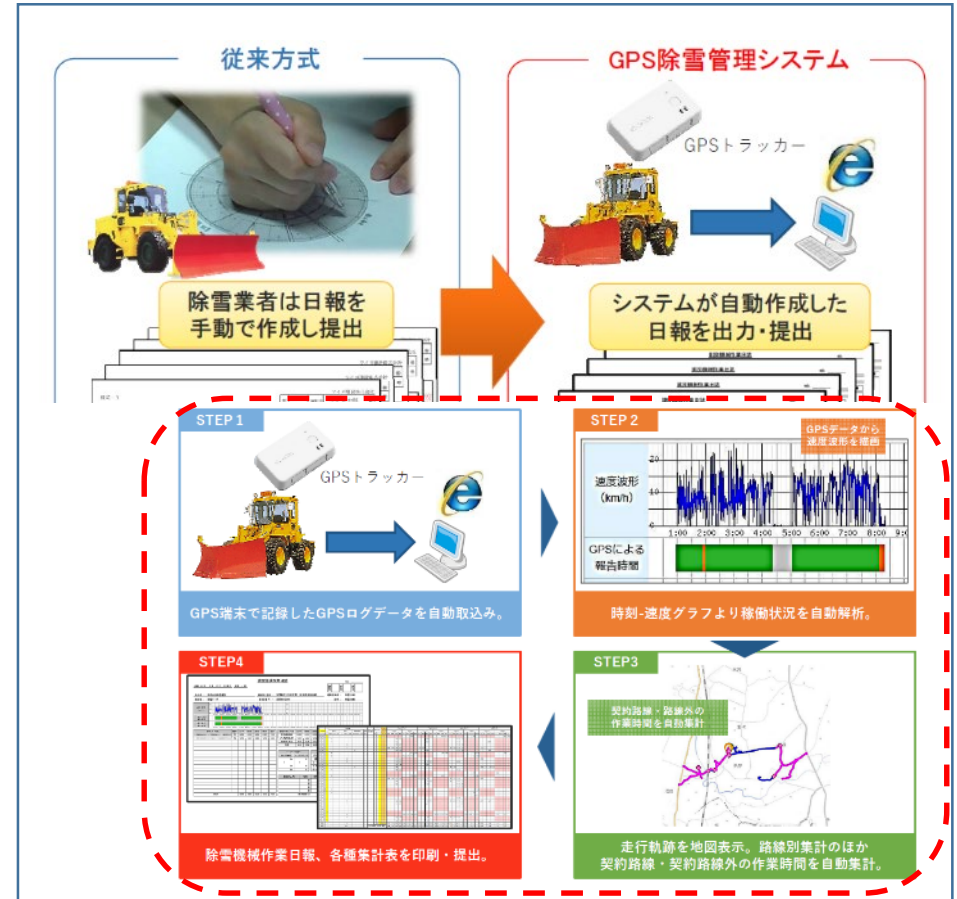 従来方式
GPS除雪管理システム
GPSトラッカー
除雪業者は日報を
手動で作成し提出
システムが自動作成した
日報を出力・提出
STEP 1
GPSトラッカー
GPS端末で記録したGPSログデータを自動取込み。
STEP 2
GPSデータから
速度波形を描画
速度波形
(km/h)
20
10
0
1:00 2:00 3:00 4:00 5:00 6:00 7:00 8:00 9:0
GPSによる
報告時間
時刻-速度グラフより稼働状況を自動解析。
STEP4
除雪機械作業日報、各種集計表を印刷・提出。
STEP3
契約路線・路線外の
作業時間を自動集計
走行軌跡を地図表示。路線別集計のほか
契約路線・契約路線外の作業時間を自動集計。